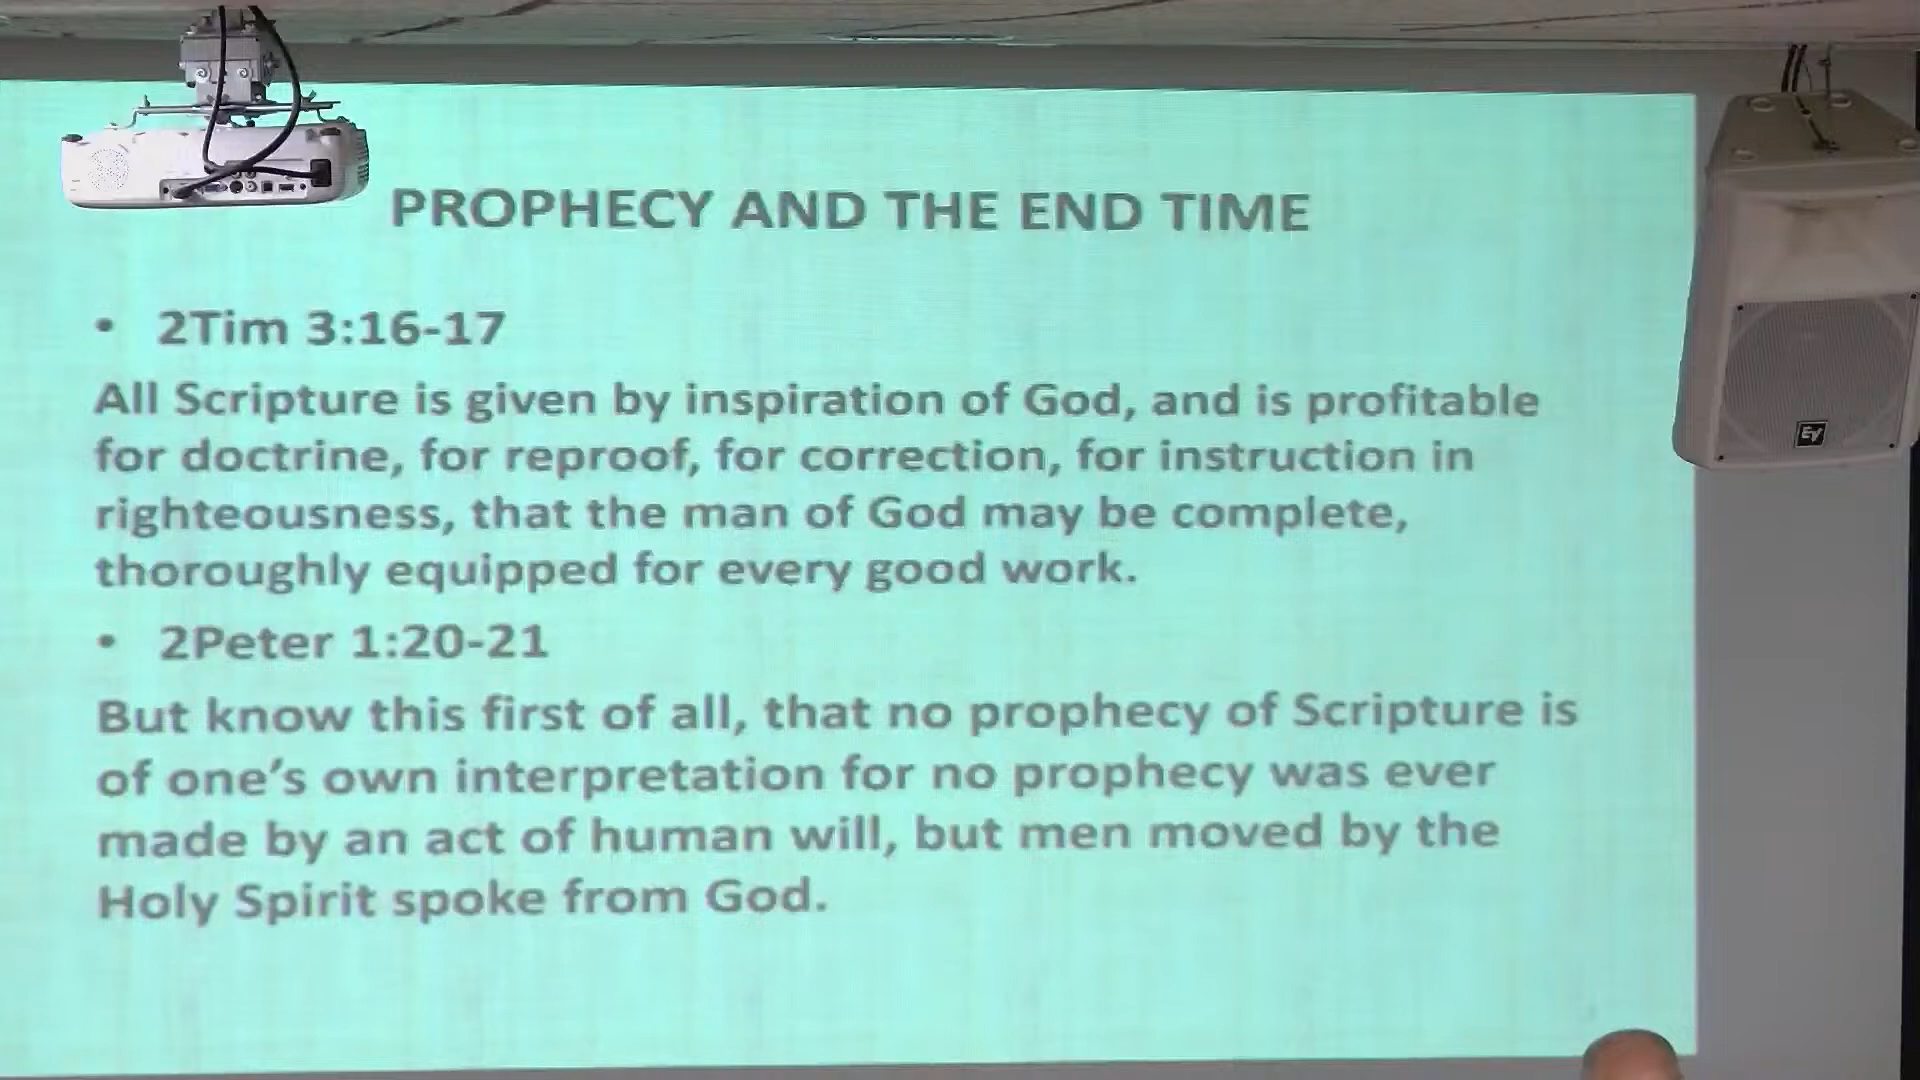 PROPHECY AND THE END TIME
• 2Tim 3:16-17
All Scripture is given by inspiration of God, and is profitable
for doctrine, for reproof, for correction, for instruction in
righteousness, that the man of God may be complete,
thoroughly equipped for every good work.
• 2Peter 1:20-21
But know this first of all, that no prophecy of Scripture is
of one’s own interpretation for no prophecy was ever
made by an act of human will, but men moved by the
Holy Spirit spoke from God.
EV